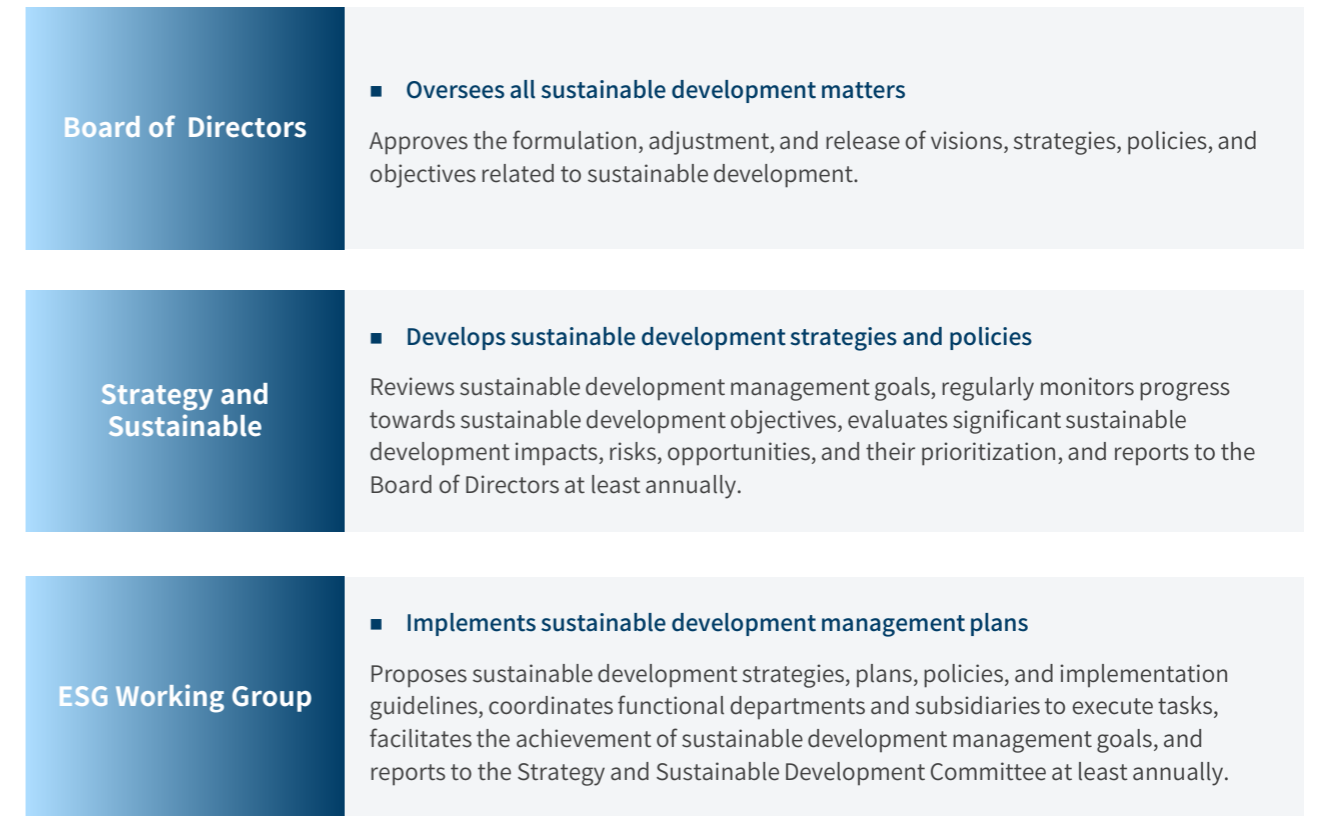 Board of Directors
■ Oversees all sustainable development matters
Approves the formulation, adjustment, and release of visions, strategies, policies, and
objectives related to sustainable development.
Strategy and
Sustainable
■ Develops sustainable development strategies and policies
Reviews sustainable development management goals, regularly monitors progress
towards sustainable development objectives, evaluates significant sustainable
development impacts, risks, opportunities, and their prioritization, and reports to the
Board of Directors at least annually.
ESG Working Group
■ Implements sustainable development management plans
Proposes sustainable development strategies, plans, policies, and implementation
guidelines, coordinates functional departments and subsidiaries to execute tasks,
facilitates the achievement of sustainable development management goals, and
reports to the Strategy and Sustainable Development Committee at least annually.